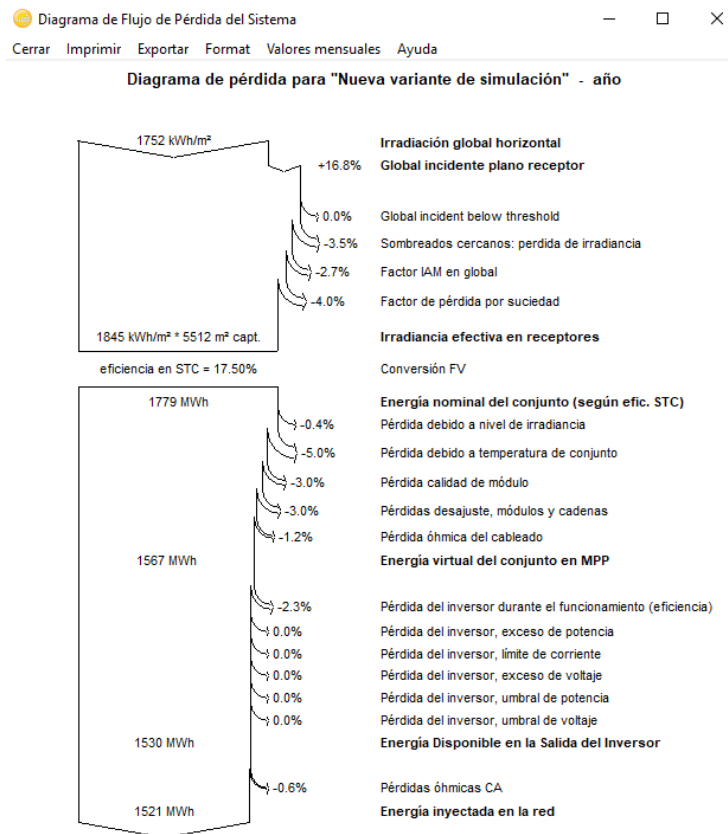 Diagrama de Flujo de Pérdida del Sistema
Cerrar Imprimir Exportar Format Valores mensuales Ayuda
Diagrama de pérdida para "Nueva variante de simulación" - año
1752 kWh/m² Irradiación global horizontal
+16.8% Global incidente plano receptor
0.0% Global incident below threshold
-3.5% Sombreados cercanos: perdida de irradiancia
-2.7% Factor IAM en global
-4.0% Factor de pérdida por suciedad
1845 kWh/m² * 5512 m² capt. Irradiancia efectiva en receptores
eficiencia en STC = 17.50% Conversión FV
1779 MWh Energía nominal del conjunto (según efic. STC)
-0.4% Pérdida debido a nivel de irradiancia
-5.0% Pérdida debido a temperatura de conjunto
-3.0% Pérdida calidad de módulo
-3.0% Pérdidas desajuste, módulos y cadenas
-1.2% Pérdida óhmica del cableado
1567 MWh Energía virtual del conjunto en MPP
-2.3% Pérdida del inversor durante el funcionamiento (eficiencia)
0.0% Pérdida del inversor, exceso de potencia
0.0% Pérdida del inversor, límite de corriente
0.0% Pérdida del inversor, exceso de voltaje
0.0% Pérdida del inversor, umbral de potencia
0.0% Pérdida del inversor, umbral de voltaje
1530 MWh Energía Disponible en la Salida del Inversor
-0.6% Pérdidas óhmicas CA
1521 MWh Energía inyectada en la red